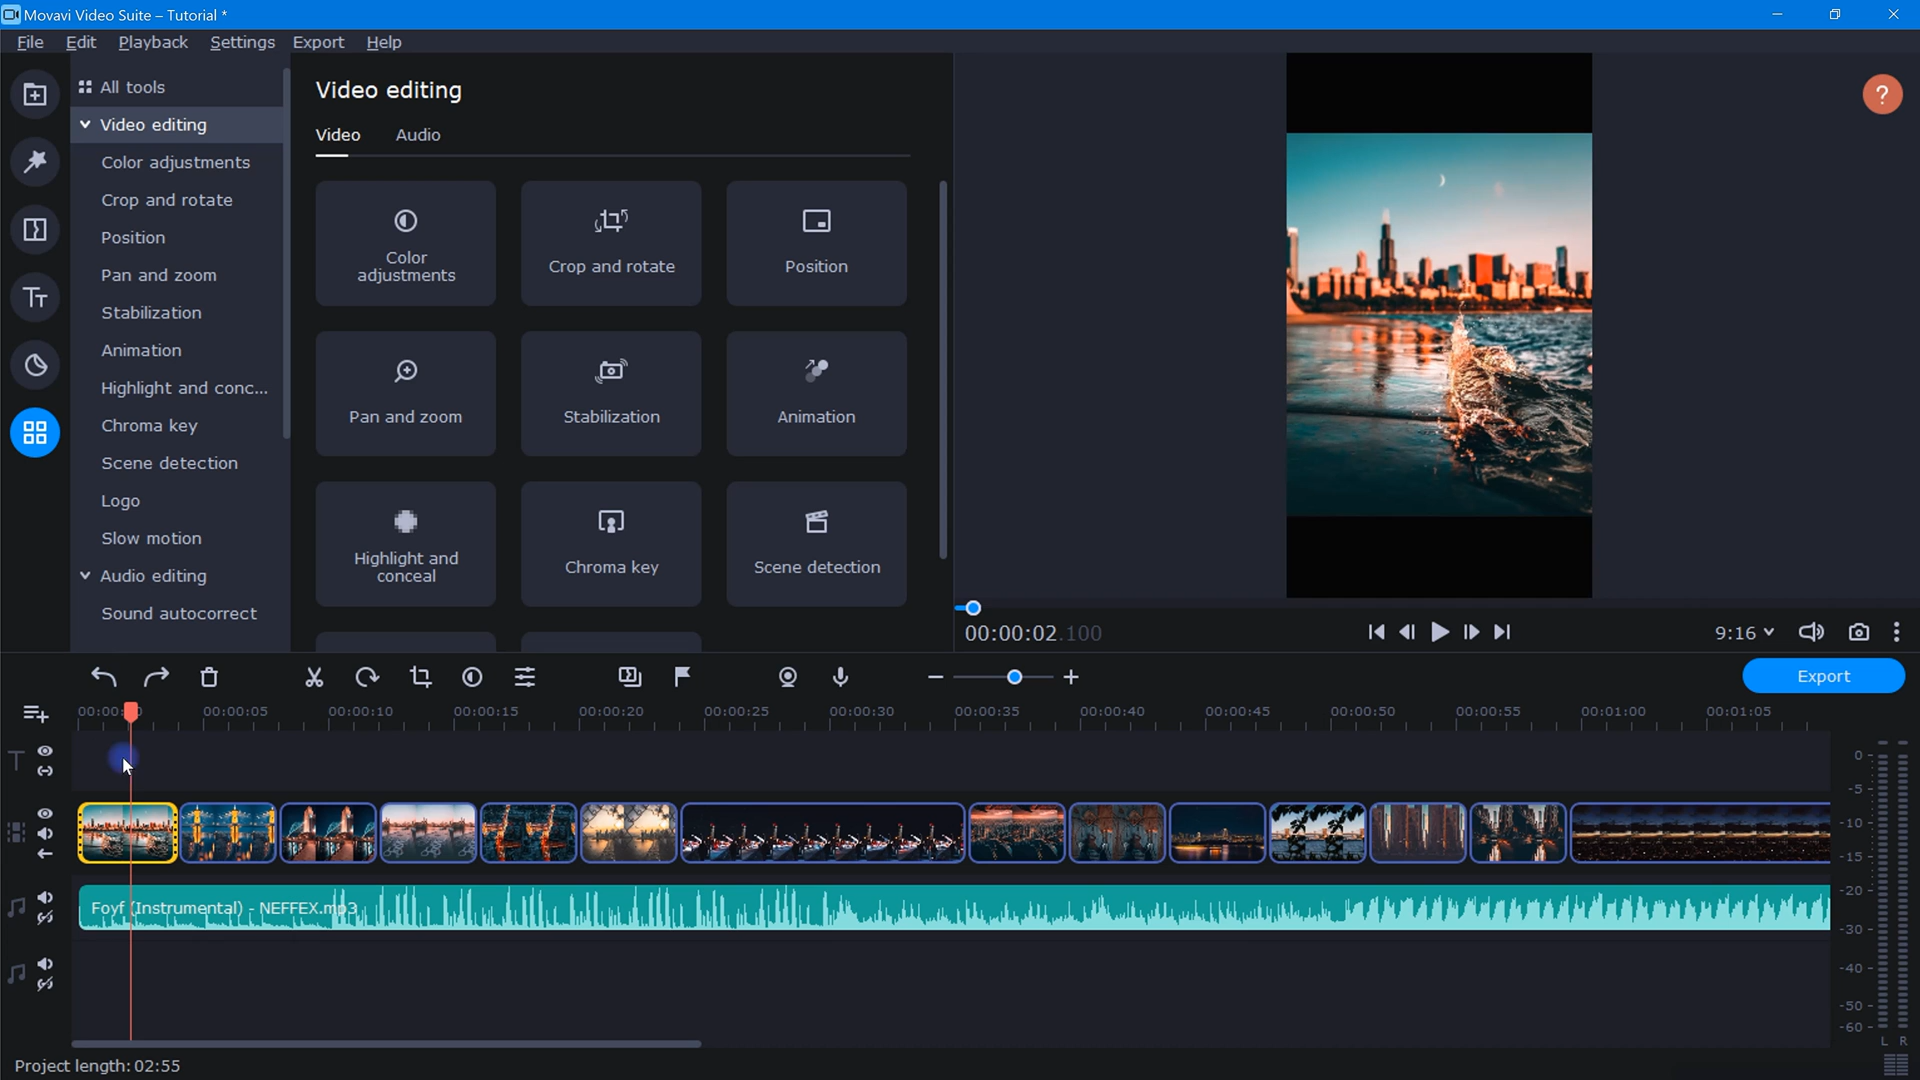 Movavi Video Suite – Tutorial *
File Edit Playback Settings Export Help
All tools
Video editing
Color adjustments
Crop and rotate
Position
Pan and zoom
Stabilization
Animation
Highlight and conc...
Chroma key
Scene detection
Logo
Slow motion
Audio editing
Sound autocorrect
Video editing
Video Audio
Color
adjustments
Crop and rotate
Position
Pan and zoom
Stabilization
Animation
Highlight and
conceal
Chroma key
Scene detection
?
00:00:02.100
9:16
Export
00:00:05 00:00:10 00:00:15 00:00:20 00:00:25 00:00:30 00:00:35 00:00:40 00:00:45 00:00:50 00:00:55 00:01:00 00:01:05
Foyf (Instrumental) - NEFFEX.mp3
0
-5
-10
-15
-20
-30
-40
-50
-60
L R
Project length: 02:55